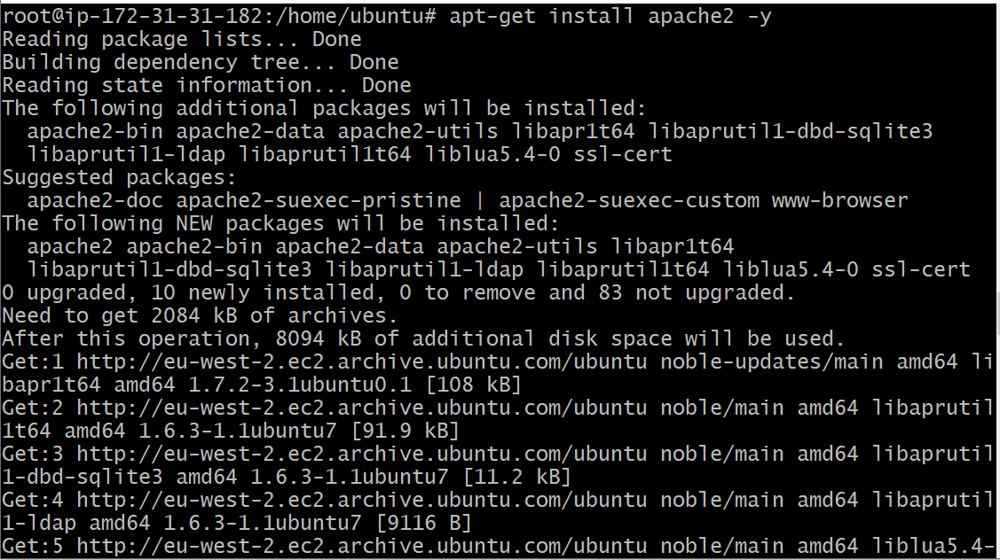 root@ip-172-31-31-182:/home/ubuntu# apt-get install apache2 -y
Reading package lists... Done
Building dependency tree... Done
Reading state information... Done
The following additional packages will be installed:
  apache2-bin apache2-data apache2-utils libapr1t64 libaprutil1-dbd-sqlite3
  libaprutil1-ldap libaprutil1t64 liblua5.4-0 ssl-cert
Suggested packages:
  apache2-doc apache2-suexec-pristine | apache2-suexec-custom www-browser
The following NEW packages will be installed:
  apache2 apache2-bin apache2-data apache2-utils libapr1t64
  libaprutil1-dbd-sqlite3 libaprutil1-ldap libaprutil1t64 liblua5.4-0 ssl-cert
0 upgraded, 10 newly installed, 0 to remove and 83 not upgraded.
Need to get 2084 kB of archives.
After this operation, 8094 kB of additional disk space will be used.
Get:1 http://eu-west-2.ec2.archive.ubuntu.com/ubuntu noble-updates/main amd64 li
bapr1t64 amd64 1.7.2-3.1ubuntu0.1 [108 kB]
Get:2 http://eu-west-2.ec2.archive.ubuntu.com/ubuntu noble/main amd64 libaprutil
1t64 amd64 1.6.3-1.1ubuntu7 [91.9 kB]
Get:3 http://eu-west-2.ec2.archive.ubuntu.com/ubuntu noble/main amd64 libaprutil
1-dbd-sqlite3 amd64 1.6.3-1.1ubuntu7 [11.2 kB]
Get:4 http://eu-west-2.ec2.archive.ubuntu.com/ubuntu noble/main amd64 libaprutil
1-ldap amd64 1.6.3-1.1ubuntu7 [9116 B]
Get:5 http://eu-west-2.ec2.archive.ubuntu.com/ubuntu noble/main amd64 liblua5.4-